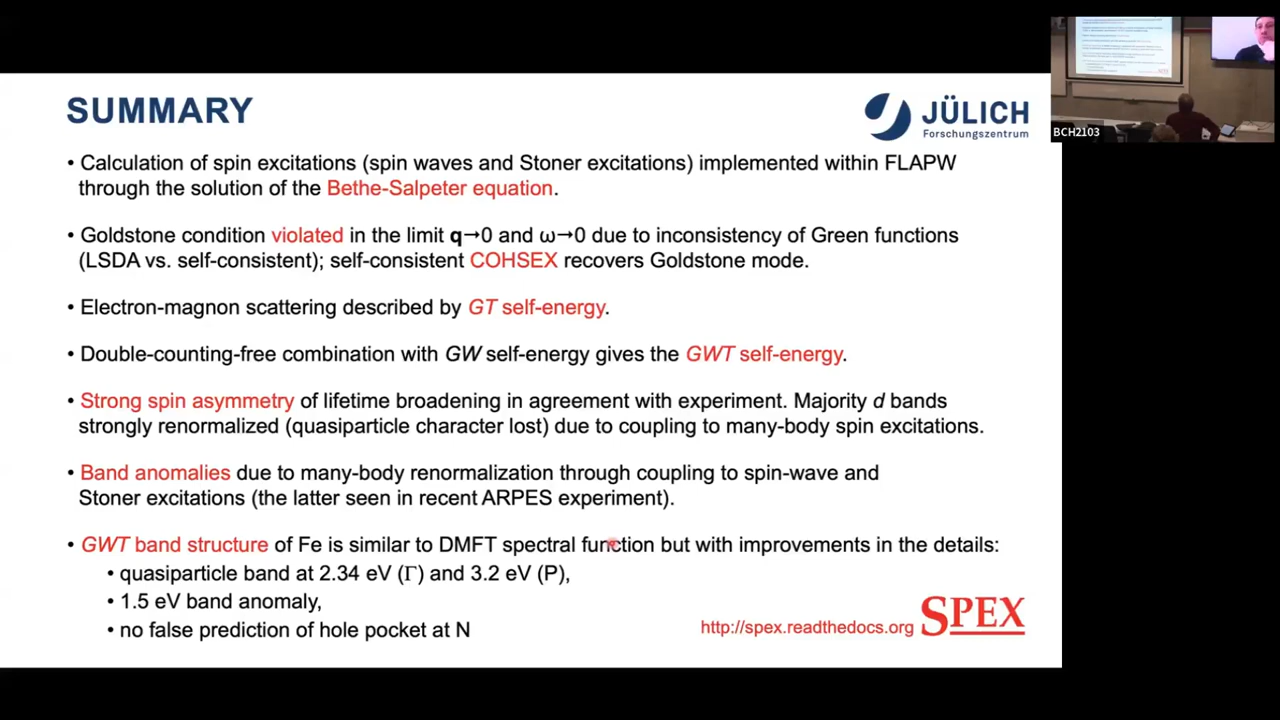 SUMMARY
JÜLICH
Forschungszentrum
BCH2103
• Calculation of spin excitations (spin waves and Stoner excitations) implemented within FLAPW
through the solution of the Bethe-Salpeter equation.
• Goldstone condition violated in the limit q→0 and ω→0 due to inconsistency of Green functions
(LSDA vs. self-consistent); self-consistent COHSEX recovers Goldstone mode.
• Electron-magnon scattering described by GT self-energy.
• Double-counting-free combination with GW self-energy gives the GWT self-energy.
• Strong spin asymmetry of lifetime broadening in agreement with experiment. Majority d bands
strongly renormalized (quasiparticle character lost) due to coupling to many-body spin excitations.
• Band anomalies due to many-body renormalization through coupling to spin-wave and
Stoner excitations (the latter seen in recent ARPES experiment).
• GWT band structure of Fe is similar to DMFT spectral function but with improvements in the details:
• quasiparticle band at 2.34 eV (Γ) and 3.2 eV (P),
• 1.5 eV band anomaly,
• no false prediction of hole pocket at N
http://spex.readthedocs.org
SPEX